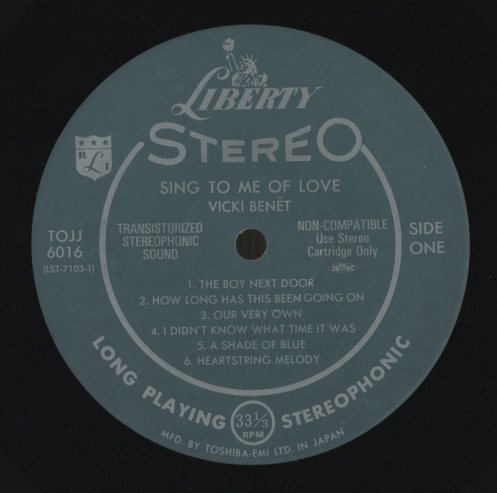 LIBERTY
STEREO
R L I
SING TO ME OF LOVE
VICKI BENÉT
TOJJ
6016
(LST-7103-1)
TRANSISTORIZED
STEREOPHONIC
SOUND
NON-COMPATIBLE
Use Stereo
Cartridge Only
SIDE
ONE
1. THE BOY NEXT DOOR
2. HOW LONG HAS THIS BEEN GOING ON
3. OUR VERY OWN
4. I DIDN'T KNOW WHAT TIME IT WAS
5. A SHADE OF BLUE
6. HEARTSTRING MELODY
LONG PLAYING 33 1/3 RPM STEREOPHONIC
MFD. BY TOSHIBA-EMI LTD. IN JAPAN